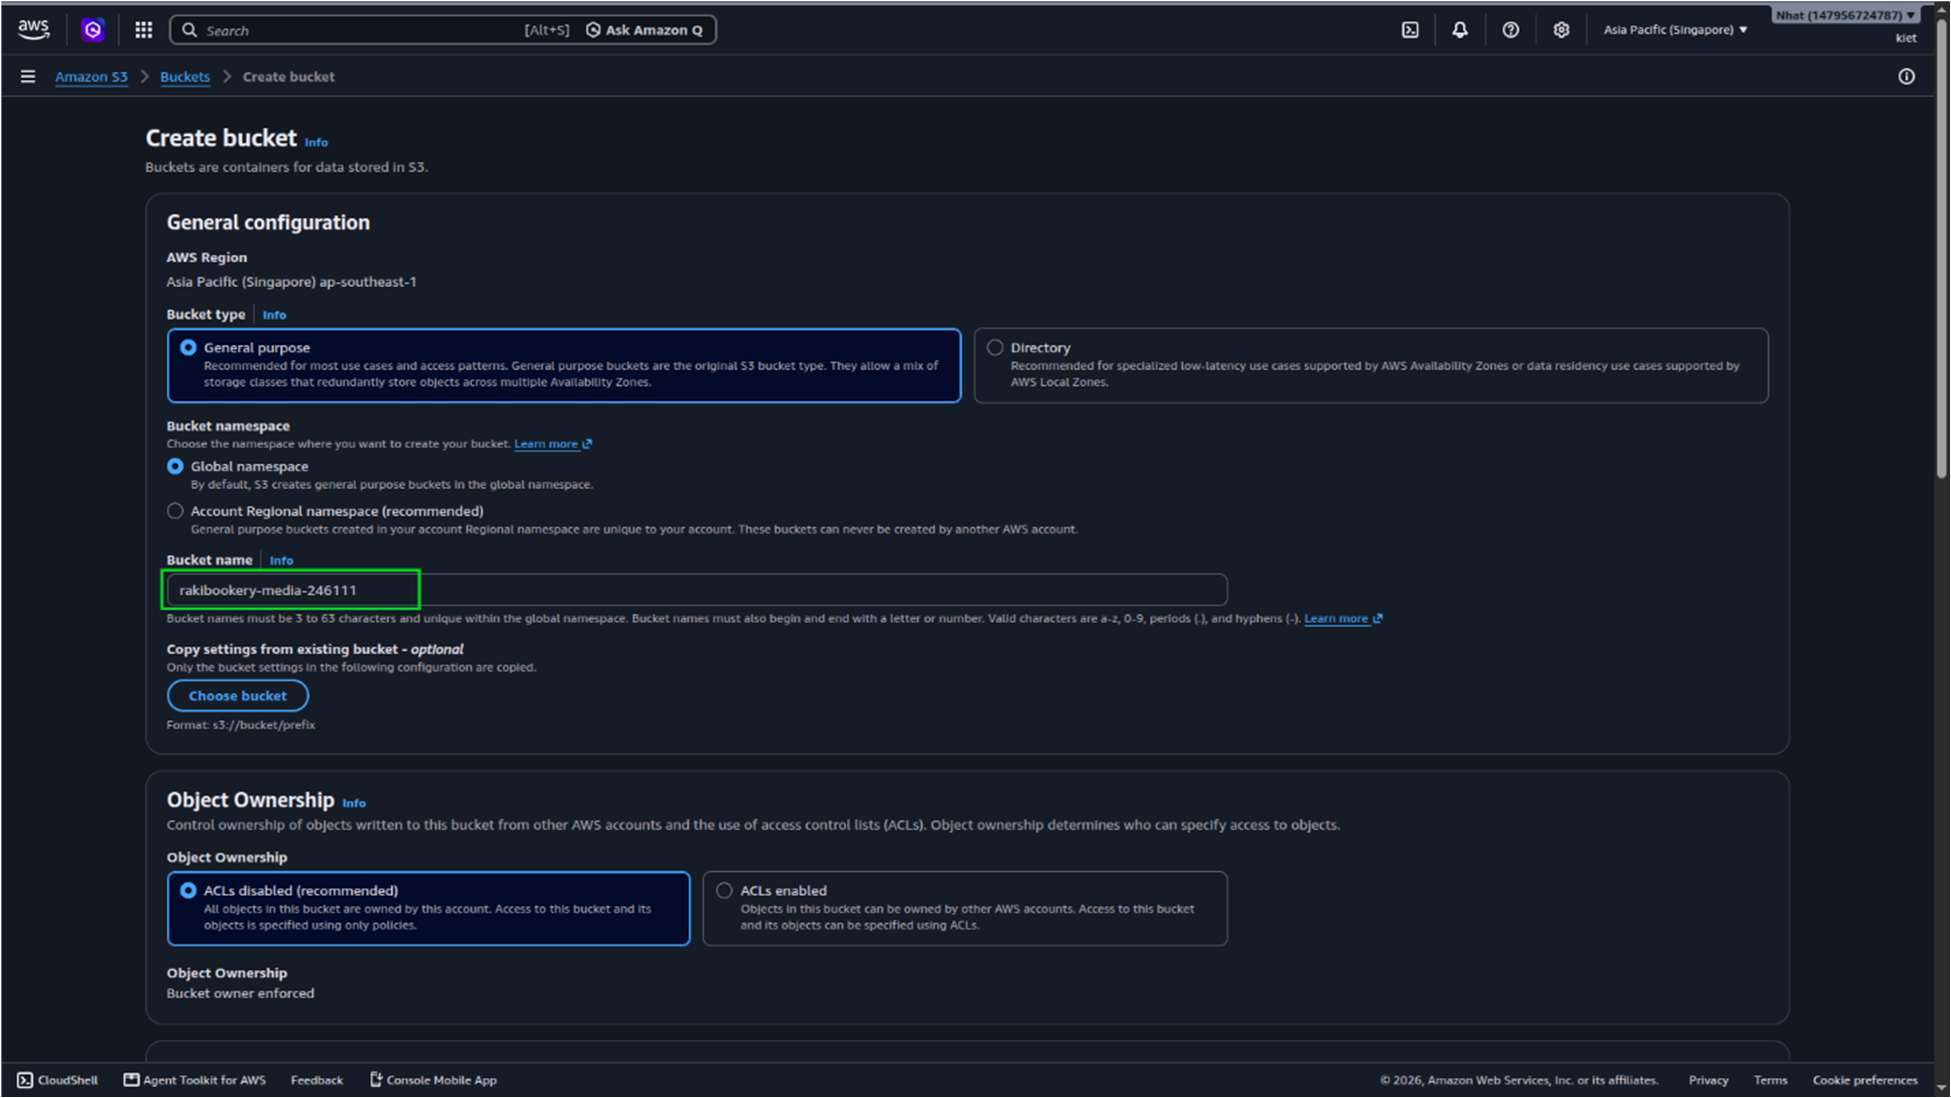 aws
Search [Alt+S] Ask Amazon Q
Asia Pacific (Singapore) ▼
Nhat (147956724787) ▼
kiet
Amazon S3 > Buckets > Create bucket
Create bucket Info
Buckets are containers for data stored in S3.
General configuration
AWS Region
Asia Pacific (Singapore) ap-southeast-1
Bucket type | Info
General purpose
Recommended for most use cases and access patterns. General purpose buckets are the original S3 bucket type. They allow a mix of
storage classes that redundantly store objects across multiple Availability Zones.
Directory
Recommended for specialized low-latency use cases supported by AWS Availability Zones or data residency use cases supported by
AWS Local Zones.
Bucket namespace
Choose the namespace where you want to create your bucket. Learn more
Global namespace
By default, S3 creates general purpose buckets in the global namespace.
Account Regional namespace (recommended)
General purpose buckets created in your account Regional namespace are unique to your account. These buckets can never be created by another AWS account.
Bucket name | Info
rakibookery-media-246111
Bucket names must be 3 to 63 characters and unique within the global namespace. Bucket names must also begin and end with a letter or number. Valid characters are a-z, 0-9, periods (.), and hyphens (-). Learn more
Copy settings from existing bucket - optional
Only the bucket settings in the following configuration are copied.
Choose bucket
Format: s3://bucket/prefix
Object Ownership Info
Control ownership of objects written to this bucket from other AWS accounts and the use of access control lists (ACLs). Object ownership determines who can specify access to objects.
Object Ownership
ACLs disabled (recommended)
All objects in this bucket are owned by this account. Access to this bucket and its
objects is specified using only policies.
ACLs enabled
Objects in this bucket can be owned by other AWS accounts. Access to this bucket
and its objects can be specified using ACLs.
Object Ownership
Bucket owner enforced
CloudShell Agent Toolkit for AWS Feedback Console Mobile App © 2026, Amazon Web Services, Inc. or its affiliates. Privacy Terms Cookie preferences